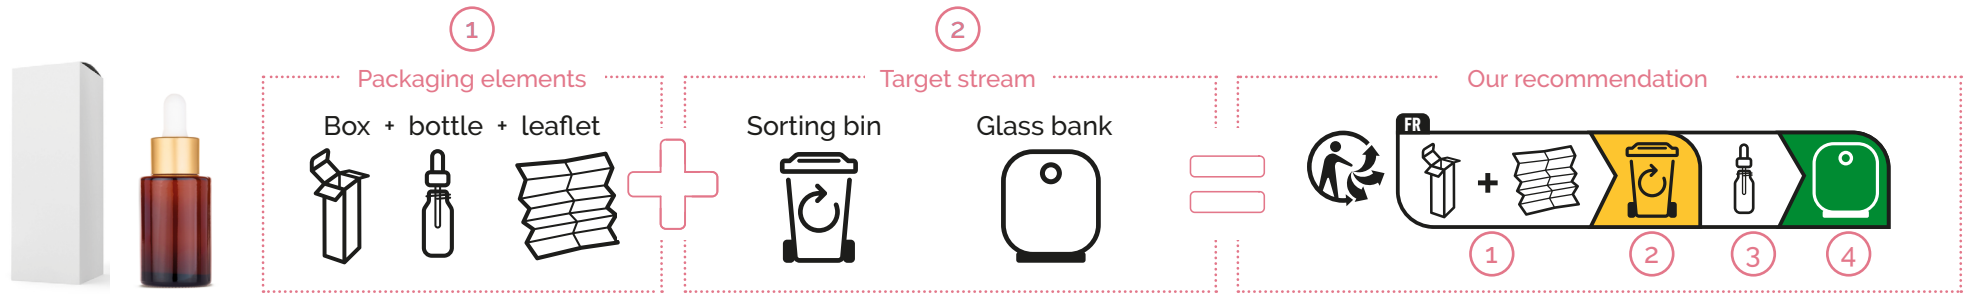 1
2
Packaging elements
Target stream
Our recommendation
Box + bottle + leaflet
Sorting bin
Glass bank
FR
+
1
2
3
4